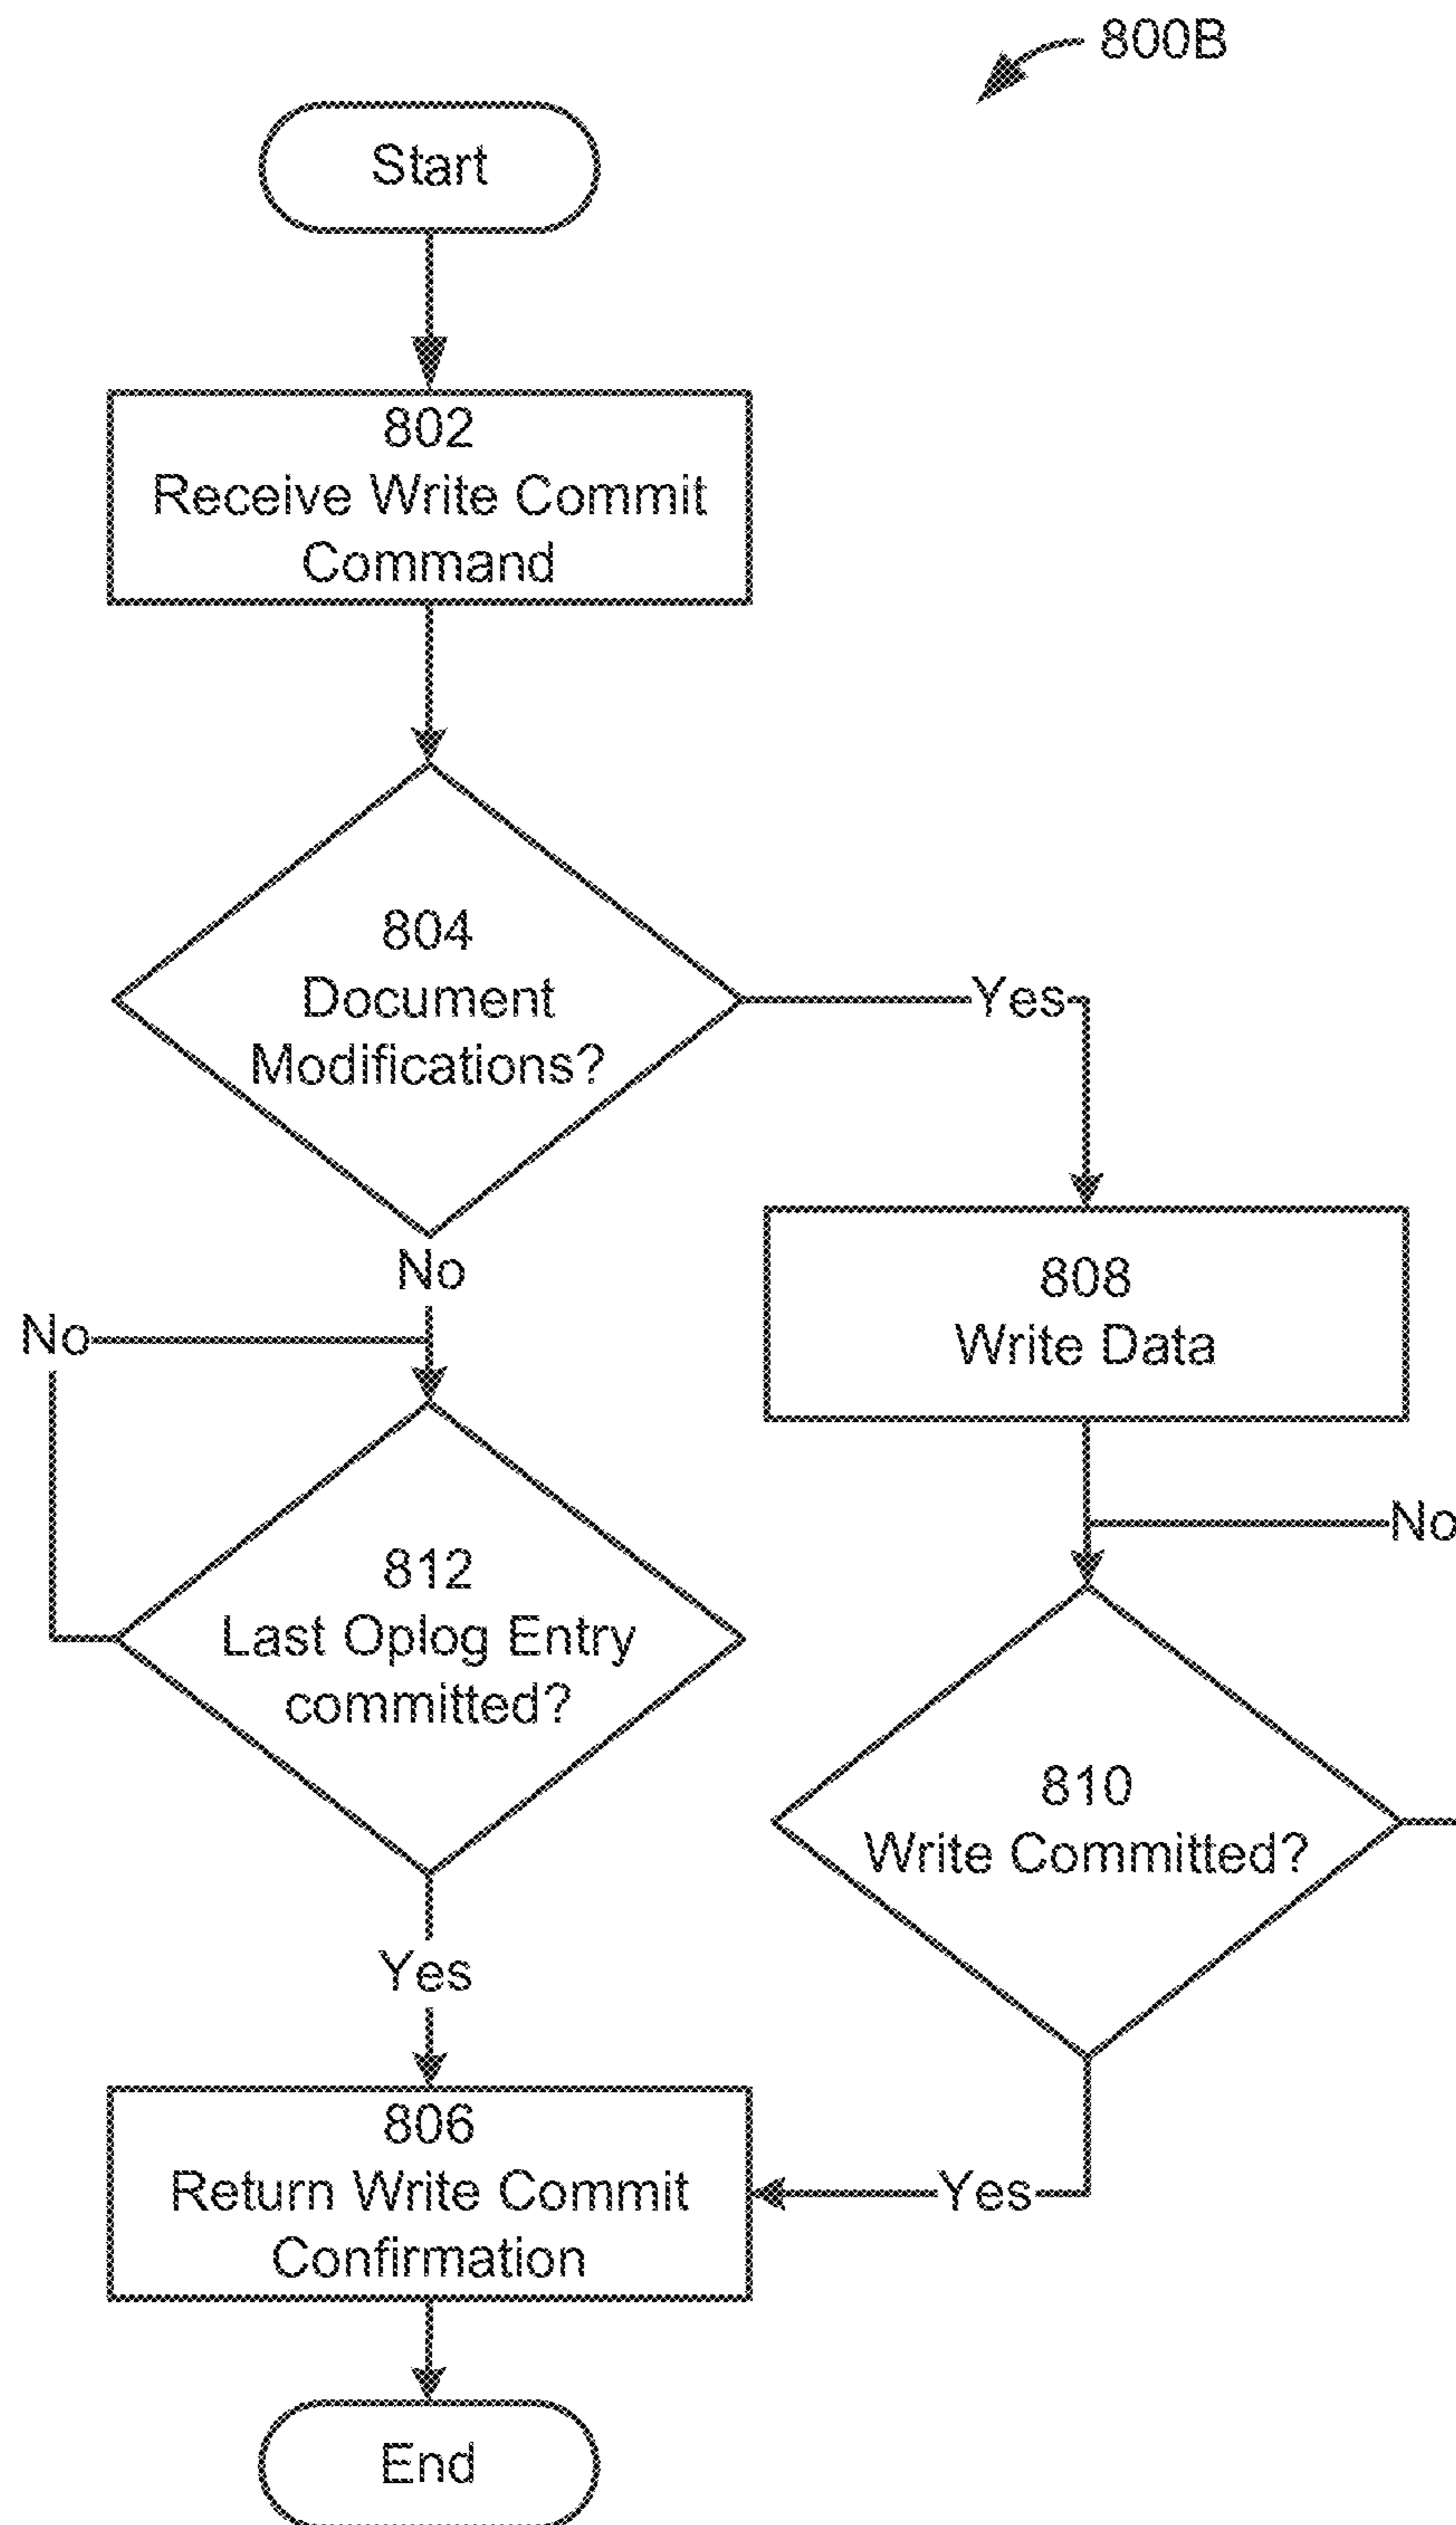 800B
Start
802
Receive Write Commit
Command
804
Document
Modifications?
Yes
No
808
Write Data
No
No
812
Last Oplog Entry
committed?
810
Write Committed?
Yes
806
Return Write Commit
Confirmation
Yes
End